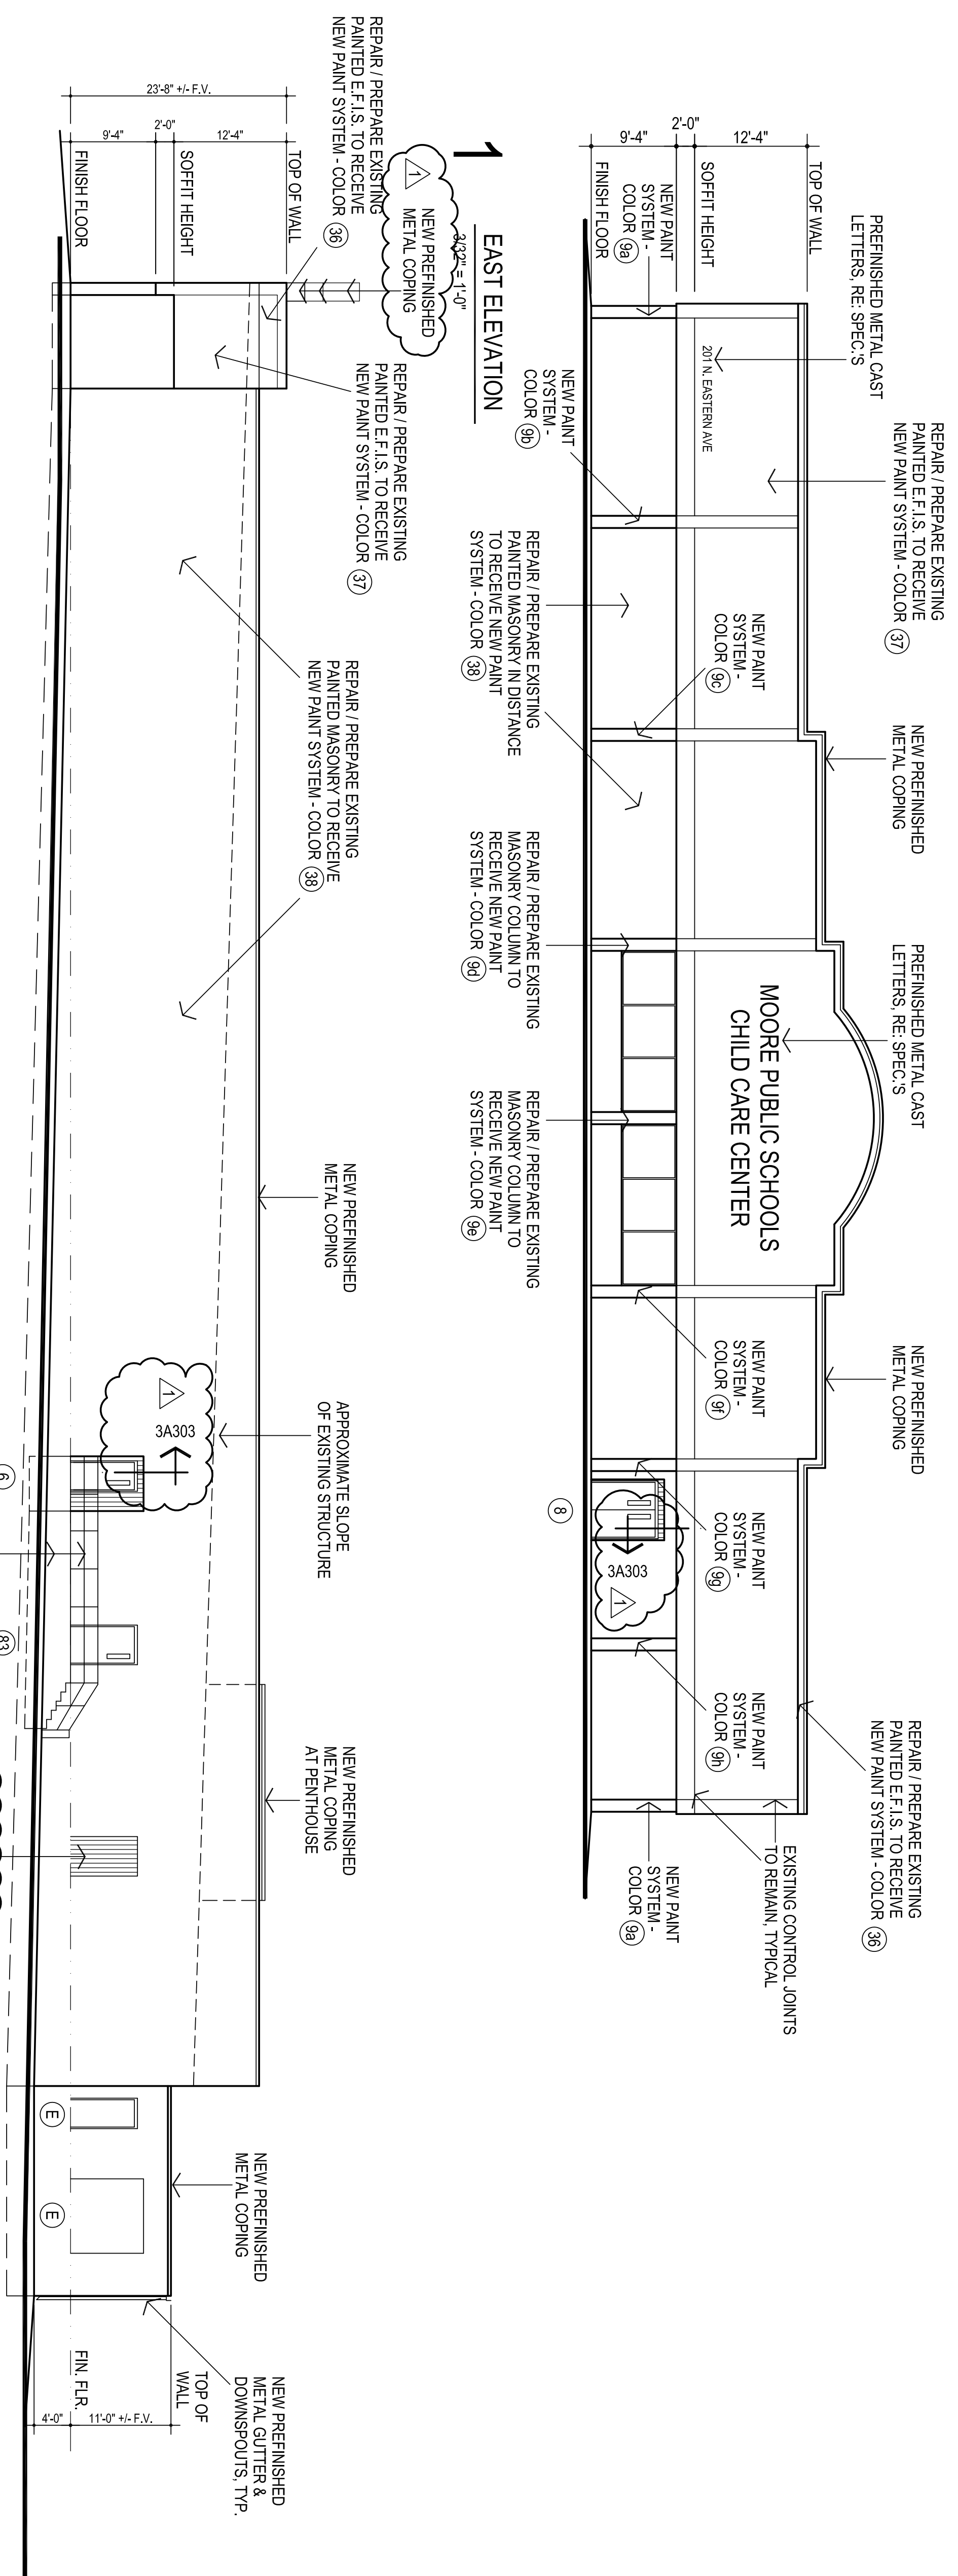 PREFINISHED METAL CAST
LETTERS, RE: SPEC.'S
REPAIR / PREPARE EXISTING
PAINTED E.F.I.S. TO RECEIVE
NEW PAINT SYSTEM - COLOR 37
NEW PREFINISHED
METAL COPING
PREFINISHED METAL CAST
LETTERS, RE: SPEC.'S
NEW PREFINISHED
METAL COPING
REPAIR / PREPARE EXISTING
PAINTED E.F.I.S. TO RECEIVE
NEW PAINT SYSTEM - COLOR 36
TOP OF WALL
12'-4"
SOFFIT HEIGHT
2'-0"
9'-4"
FINISH FLOOR
201 N. EASTERN AVE
MOORE PUBLIC SCHOOLS
CHILD CARE CENTER
EXISTING CONTROL JOINTS
TO REMAIN, TYPICAL
NEW PAINT
SYSTEM -
COLOR 9a
NEW PAINT
SYSTEM -
COLOR 9b
NEW PAINT
SYSTEM -
COLOR 9c
NEW PAINT
SYSTEM -
COLOR 9f
NEW PAINT
SYSTEM -
COLOR 9g
NEW PAINT
SYSTEM -
COLOR 9h
NEW PAINT
SYSTEM -
COLOR 9a
3A303
1
8
REPAIR / PREPARE EXISTING
PAINTED MASONRY IN DISTANCE
TO RECEIVE NEW PAINT
SYSTEM - COLOR 38
REPAIR / PREPARE EXISTING
MASONRY COLUMN TO
RECEIVE NEW PAINT
SYSTEM - COLOR 9d
REPAIR / PREPARE EXISTING
MASONRY COLUMN TO
RECEIVE NEW PAINT
SYSTEM - COLOR 9e
1
EAST ELEVATION
3/32" = 1'-0"
1
NEW PREFINISHED
METAL COPING
REPAIR / PREPARE EXISTING
PAINTED E.F.I.S. TO RECEIVE
NEW PAINT SYSTEM - COLOR 36
REPAIR / PREPARE EXISTING
PAINTED E.F.I.S. TO RECEIVE
NEW PAINT SYSTEM - COLOR 37
REPAIR / PREPARE EXISTING
PAINTED MASONRY TO RECEIVE
NEW PAINT SYSTEM - COLOR 38
NEW PREFINISHED
METAL COPING
APPROXIMATE SLOPE
OF EXISTING STRUCTURE
NEW PREFINISHED
METAL COPING
AT PENTHOUSE
NEW PREFINISHED
METAL COPING
NEW PREFINISHED
METAL GUTTER &
DOWNSPOUTS, TYP.
TOP OF WALL
12'-4"
SOFFIT HEIGHT
2'-0"
9'-4"
23'-8" +/- F.V.
FINISH FLOOR
1
3A303
6
83
E
E
TOP OF
WALL
11'-0" +/- F.V.
FIN. FLR.
4'-0"